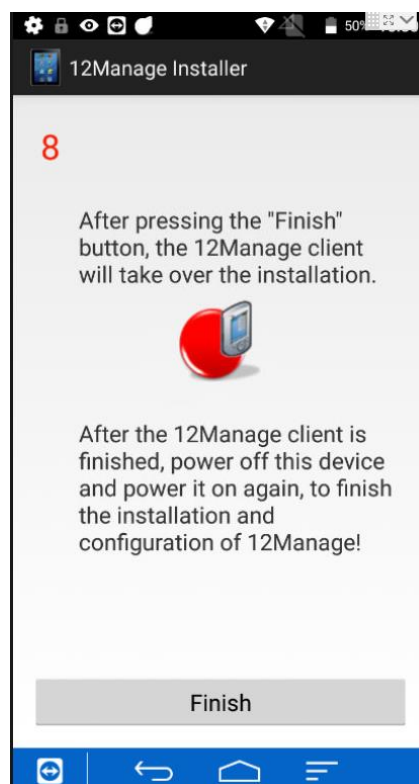 50%
12Manage Installer
8
After pressing the "Finish"
button, the 12Manage client
will take over the installation.
After the 12Manage client is
finished, power off this device
and power it on again, to finish
the installation and
configuration of 12Manage!
Finish